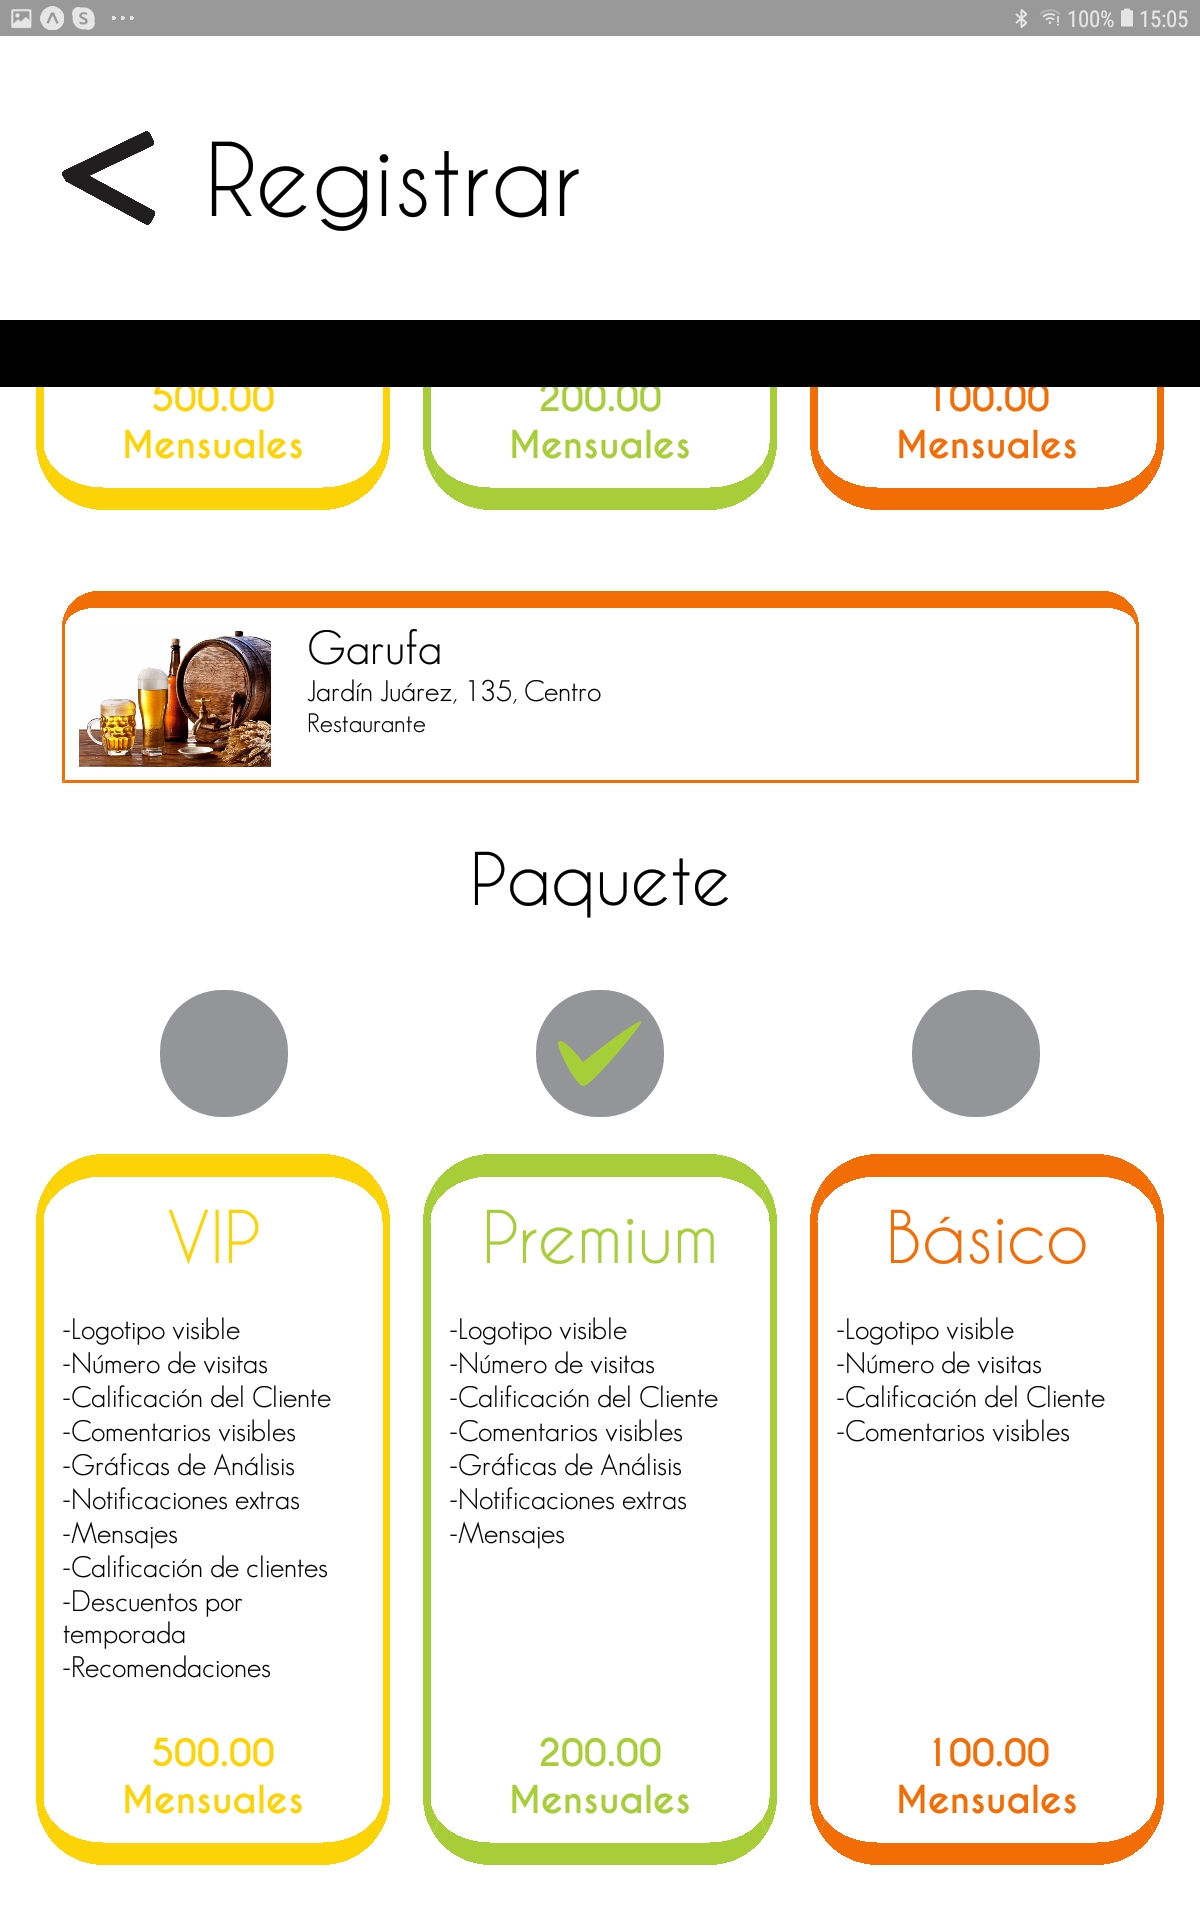 100% 15:05
Registrar
500.00
Mensuales
200.00
Mensuales
100.00
Mensuales
Garufa
Jardín Juárez, 135, Centro
Restaurante
Paquete
VIP
-Logotipo visible
-Número de visitas
-Calificación del Cliente
-Comentarios visibles
-Gráficas de Análisis
-Notificaciones extras
-Mensajes
-Calificación de clientes
-Descuentos por
temporada
-Recomendaciones
500.00
Mensuales
Premium
-Logotipo visible
-Número de visitas
-Calificación del Cliente
-Comentarios visibles
-Gráficas de Análisis
-Notificaciones extras
-Mensajes
200.00
Mensuales
Básico
-Logotipo visible
-Número de visitas
-Calificación del Cliente
-Comentarios visibles
100.00
Mensuales